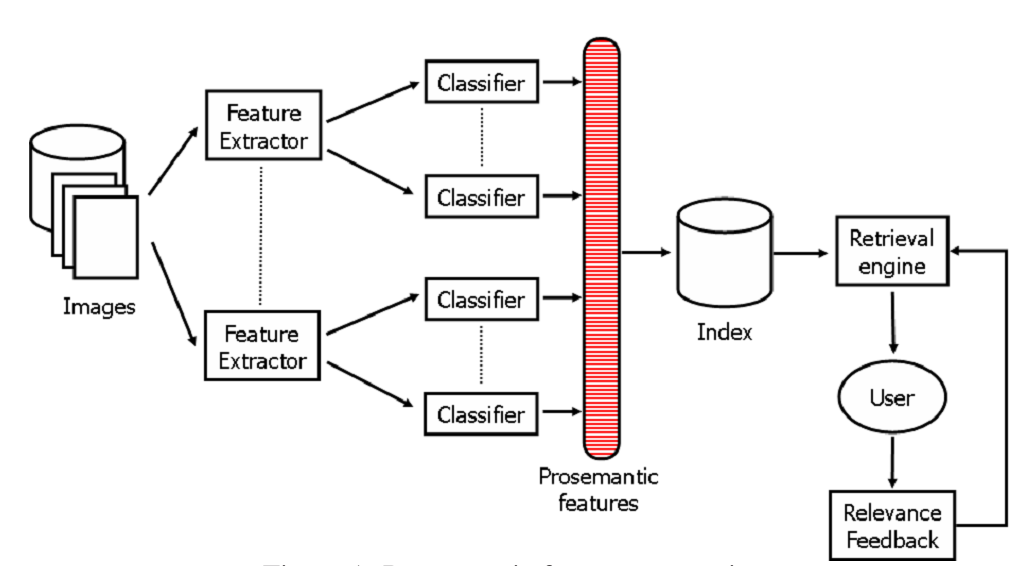 Images
Feature
Extractor
Feature
Extractor
Classifier
Classifier
Classifier
Classifier
Prosemantic
features
Index
Retrieval
engine
User
Relevance
Feedback